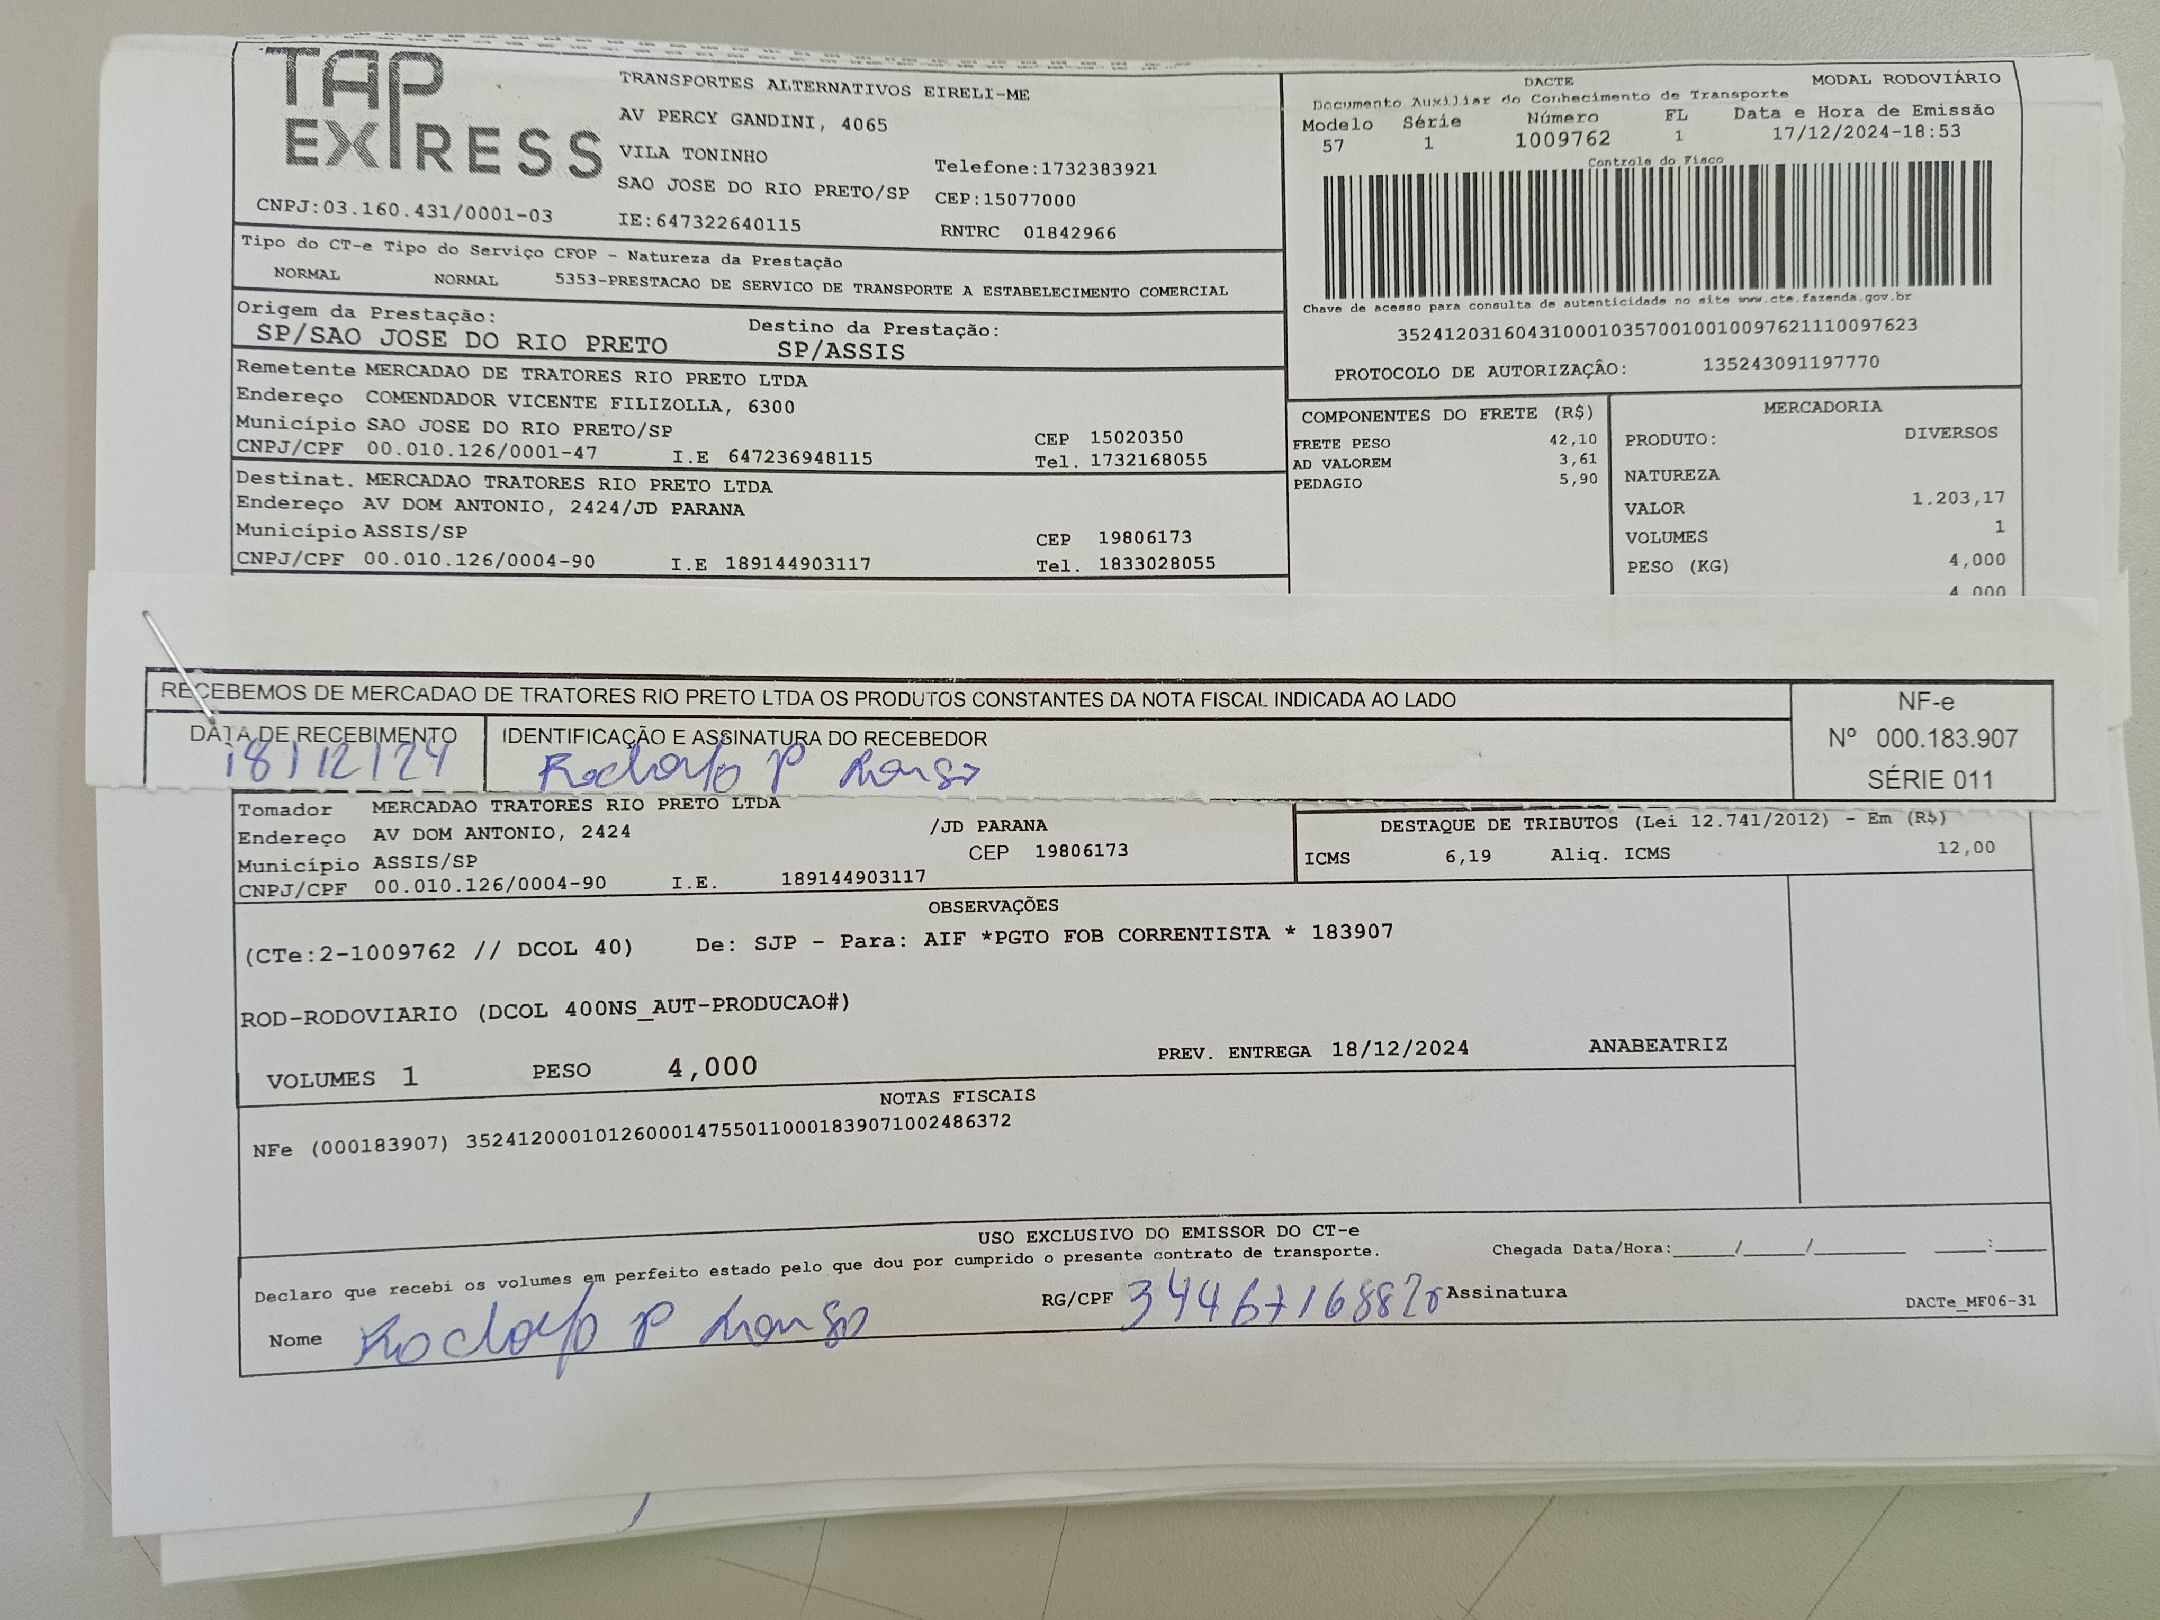 TAP EXPRESS
TRANSPORTES ALTERNATIVOS EIRELI-ME
AV PERCY GANDINI, 4065
VILA TONINHO
Telefone:1732383921
SAO JOSE DO RIO PRETO/SP CEP:15077000
CNPJ:03.160.431/0001-03 IE:647322640115 RNTRC 01842966
DACTE MODAL RODOVIÁRIO
Documento Auxiliar do Conhecimento de Transporte
Modelo Série Número FL Data e Hora de Emissão
57 1 1009762 1 17/12/2024-18:53
Controle do Fisco
Chave de acesso para consulta de autenticidade no site www.cte.fazenda.gov.br
35241203160431000103570010010097621110097623
PROTOCOLO DE AUTORIZAÇÃO: 135243091197770
Tipo do CT-e Tipo do Serviço CFOP - Natureza da Prestação
NORMAL NORMAL 5353-PRESTACAO DE SERVICO DE TRANSPORTE A ESTABELECIMENTO COMERCIAL
Origem da Prestação: Destino da Prestação:
SP/SAO JOSE DO RIO PRETO SP/ASSIS
Remetente MERCADAO DE TRATORES RIO PRETO LTDA
Endereço COMENDADOR VICENTE FILIZOLLA, 6300
Município SAO JOSE DO RIO PRETO/SP CEP 15020350
CNPJ/CPF 00.010.126/0001-47 I.E 647236948115 Tel. 1732168055
Destinat. MERCADAO TRATORES RIO PRETO LTDA
Endereço AV DOM ANTONIO, 2424/JD PARANA
Município ASSIS/SP CEP 19806173
CNPJ/CPF 00.010.126/0004-90 I.E 189144903117 Tel. 1833028055
COMPONENTES DO FRETE (R$)
FRETE PESO 42,10
AD VALOREM 3,61
PEDAGIO 5,90
MERCADORIA
PRODUTO: DIVERSOS
NATUREZA
VALOR 1.203,17
VOLUMES 1
PESO (KG) 4,000
4,000
RECEBEMOS DE MERCADAO DE TRATORES RIO PRETO LTDA OS PRODUTOS CONSTANTES DA NOTA FISCAL INDICADA AO LADO
DATA DE RECEBIMENTO IDENTIFICAÇÃO E ASSINATURA DO RECEBEDOR
18/12/24 Rodolfo P
NF-e
Nº 000.183.907
SÉRIE 011
Tomador MERCADAO TRATORES RIO PRETO LTDA
Endereço AV DOM ANTONIO, 2424 /JD PARANA
Município ASSIS/SP CEP 19806173
CNPJ/CPF 00.010.126/0004-90 I.E. 189144903117
DESTAQUE DE TRIBUTOS (Lei 12.741/2012) - Em (R$)
ICMS 6,19 Aliq. ICMS 12,00
OBSERVAÇÕES
(CTe:2-1009762 // DCOL 40) De: SJP - Para: AIF *PGTO FOB CORRENTISTA * 183907
ROD-RODOVIARIO (DCOL 400NS_AUT-PRODUCAO#)
VOLUMES 1 PESO 4,000 PREV. ENTREGA 18/12/2024 ANABEATRIZ
NOTAS FISCAIS
NFe (000183907) 35241200010126000147550110001839071002486372
USO EXCLUSIVO DO EMISSOR DO CT-e
Declaro que recebi os volumes em perfeito estado pelo que dou por cumprido o presente contrato de transporte. Chegada Data/Hora:____/____/______ ___:___
Nome Rodolfo P RG/CPF Assinatura
DACTe_MF06-31